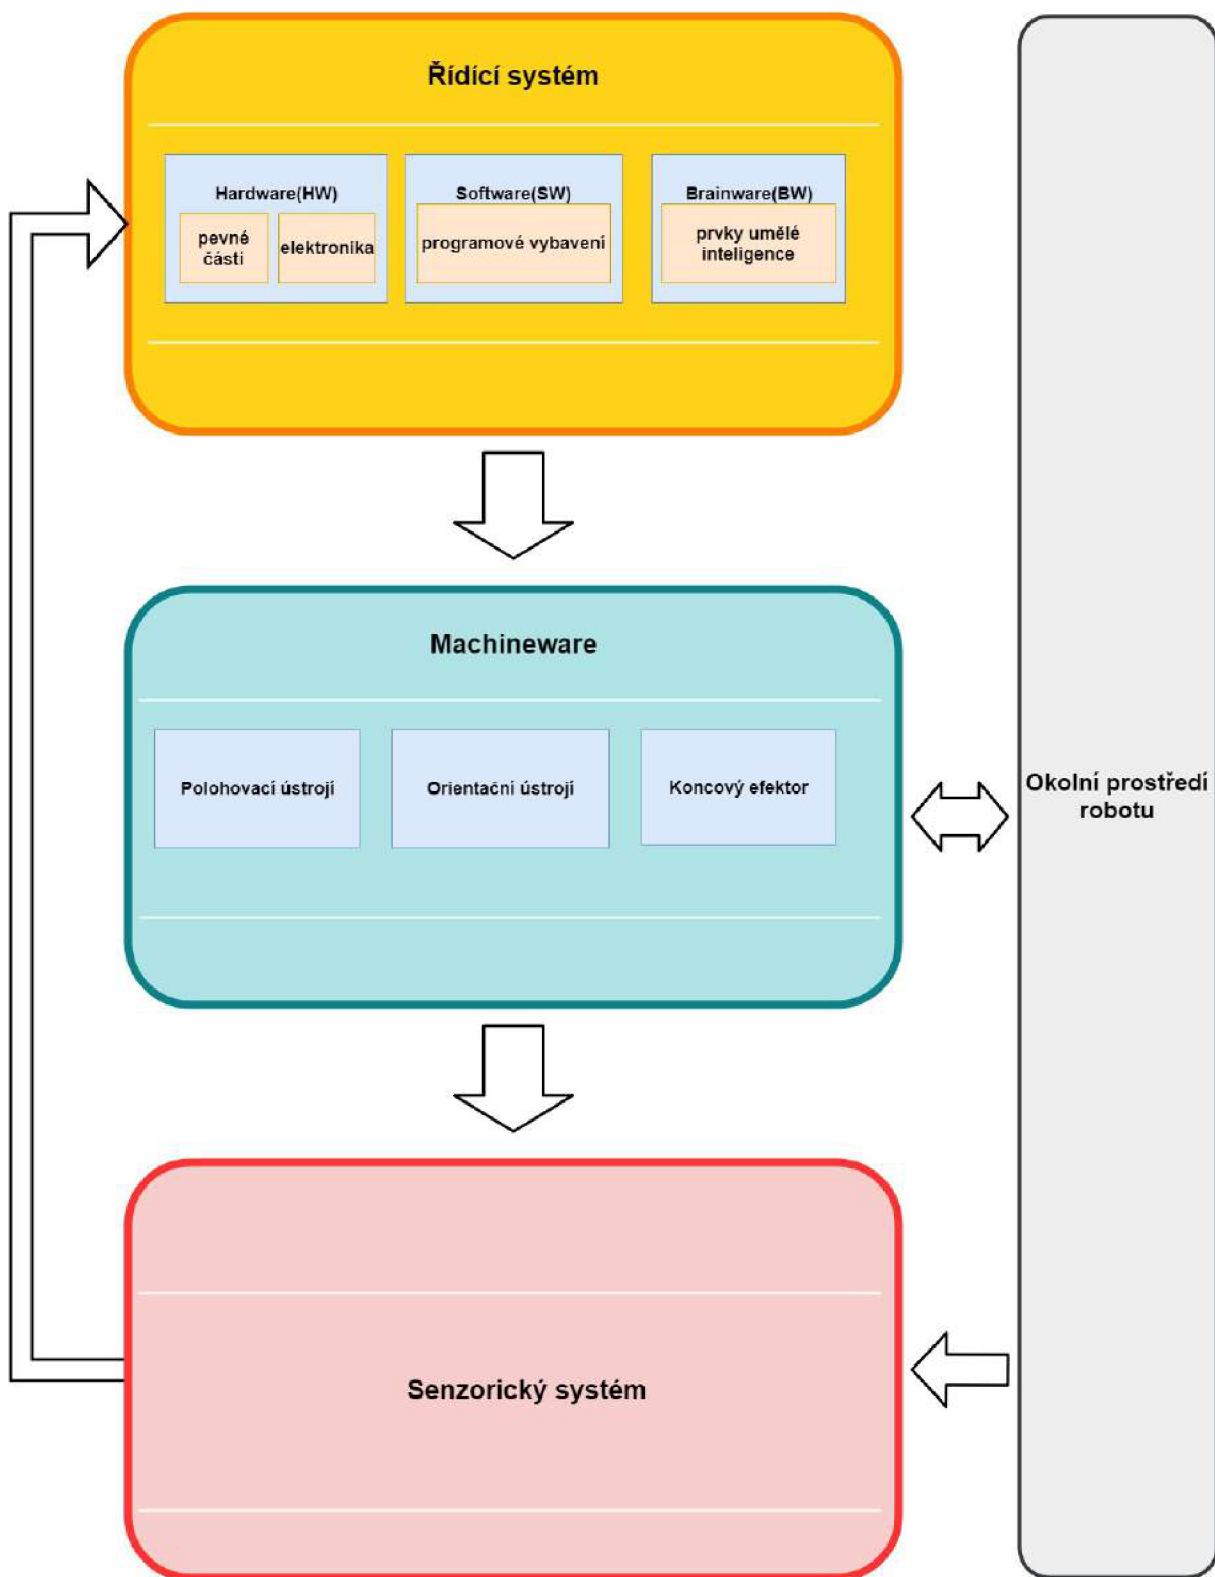 Řídící systém
Hardware(HW)
pevné
části
elektronika
Software(SW)
programové vybavení
Brainware(BW)
prvky umělé
inteligence
Machineware
Polohovací ústrojí
Orientační ústrojí
Koncový efektor
Okolní prostředí
robotu
Senzorický systém